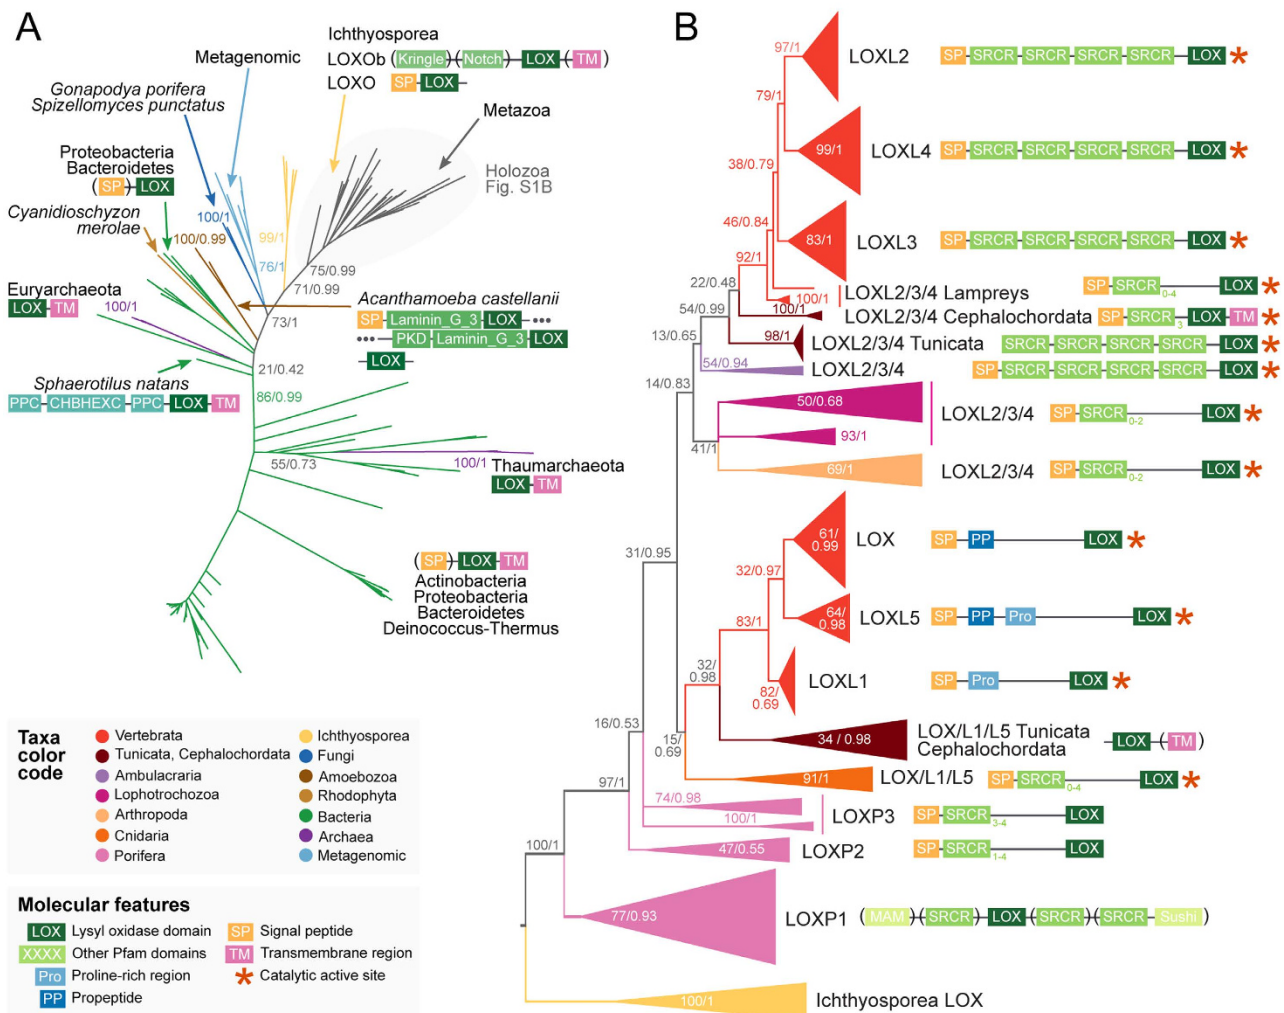 A
Ichthyosporea
LOXOb (Kringle)(Notch) LOX (TM)
LOXO SP LOX
Metagenomic
Gonapodya porifera
Spizellomyces punctatus
Metazoa
Proteobacteria
Bacteroidetes
(SP) LOX
Holozoa
Fig. S1B
Cyanidioschyzon
merolae
100/1
100/0.99
99/1
76/1
75/0.99
71/0.99
Euryarchaeota
LOX TM
100/1
73/1
Acanthamoeba castellanii
SP Laminin_G_3 LOX •••
••• PKD Laminin_G_3 LOX
LOX
21/0.42
Sphaerotilus natans
PPC CHBHEXC PPC LOX TM
86/0.99
55/0.73
100/1
Thaumarchaeota
LOX TM
(SP) LOX TM
Actinobacteria
Proteobacteria
Bacteroidetes
Deinococcus-Thermus
Taxa
color
code
Vertebrata
Tunicata, Cephalochordata
Ambulacraria
Lophotrochozoa
Arthropoda
Cnidaria
Porifera
Ichthyosporea
Fungi
Amoebozoa
Rhodophyta
Bacteria
Archaea
Metagenomic
Molecular features
LOX Lysyl oxidase domain
XXXX Other Pfam domains
Pro Proline-rich region
PP Propeptide
SP Signal peptide
TM Transmembrane region
* Catalytic active site
B
97/1
LOXL2 SP SRCR SRCR SRCR SRCR LOX *
79/1
99/1
LOXL4 SP SRCR SRCR SRCR SRCR LOX *
38/0.79
46/0.84
83/1
LOXL3 SP SRCR SRCR SRCR SRCR LOX *
92/1
22/0.48
100/1
LOXL2/3/4 Lampreys SP SRCR 0-4 LOX *
100/1
LOXL2/3/4 Cephalochordata SP SRCR 3 LOX TM *
54/0.99
98/1
LOXL2/3/4 Tunicata SRCR SRCR SRCR SRCR LOX *
13/0.65
54/0.94
LOXL2/3/4 SP SRCR SRCR SRCR SRCR LOX *
14/0.83
50/0.68
LOXL2/3/4 SP SRCR 0-2 LOX *
93/1
41/1
69/1
LOXL2/3/4 SP SRCR 0-2 LOX *
61/
0.99
LOX SP PP LOX *
31/0.95
32/0.97
64/
0.98
LOXL5 SP PP Pro LOX *
83/1
32/
0.98
82/
0.69
LOXL1 SP Pro LOX *
16/0.53
15/
0.69
34 / 0.98
LOX/L1/L5 Tunicata
Cephalochordata
LOX (TM)
91/1
LOX/L1/L5 SP SRCR 0-4 LOX *
97/1
74/0.98
100/1
LOXP3 SP SRCR 3-4 LOX
47/0.55
LOXP2 SP SRCR 1-4 LOX
100/1
77/0.93
LOXP1 (MAM)(SRCR) LOX (SRCR)(SRCR Sushi)
100/1
Ichthyosporea LOX